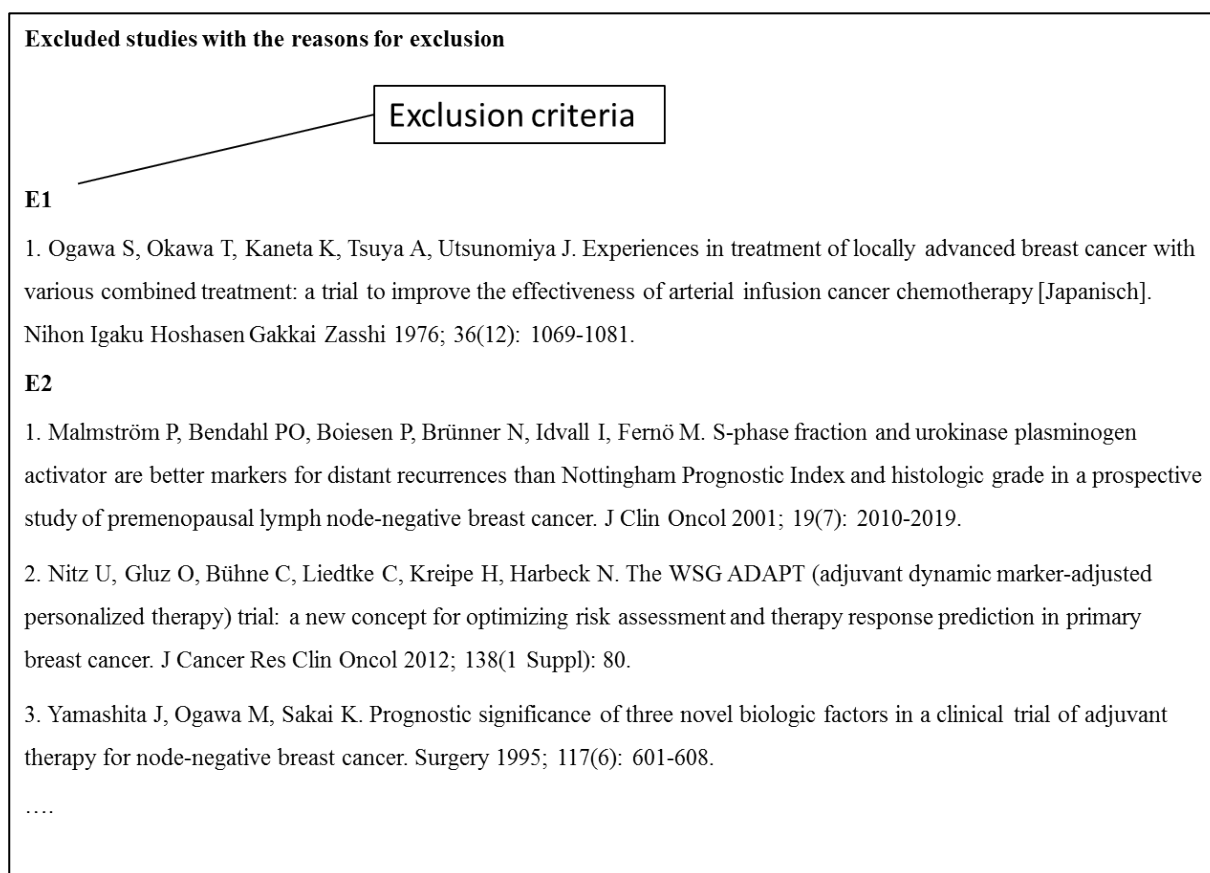 Excluded studies with the reasons for exclusion
Exclusion criteria
E1
1. Ogawa S, Okawa T, Kaneta K, Tsuya A, Utsunomiya J. Experiences in treatment of locally advanced breast cancer with
various combined treatment: a trial to improve the effectiveness of arterial infusion cancer chemotherapy [Japanisch].
Nihon Igaku Hoshasen Gakkai Zasshi 1976; 36(12): 1069-1081.
E2
1. Malmström P, Bendahl PO, Boiesen P, Brünner N, Idvall I, Fernö M. S-phase fraction and urokinase plasminogen
activator are better markers for distant recurrences than Nottingham Prognostic Index and histologic grade in a prospective
study of premenopausal lymph node-negative breast cancer. J Clin Oncol 2001; 19(7): 2010-2019.
2. Nitz U, Gluz O, Bühne C, Liedtke C, Kreipe H, Harbeck N. The WSG ADAPT (adjuvant dynamic marker-adjusted
personalized therapy) trial: a new concept for optimizing risk assessment and therapy response prediction in primary
breast cancer. J Cancer Res Clin Oncol 2012; 138(1 Suppl): 80.
3. Yamashita J, Ogawa M, Sakai K. Prognostic significance of three novel biologic factors in a clinical trial of adjuvant
therapy for node-negative breast cancer. Surgery 1995; 117(6): 601-608.
….